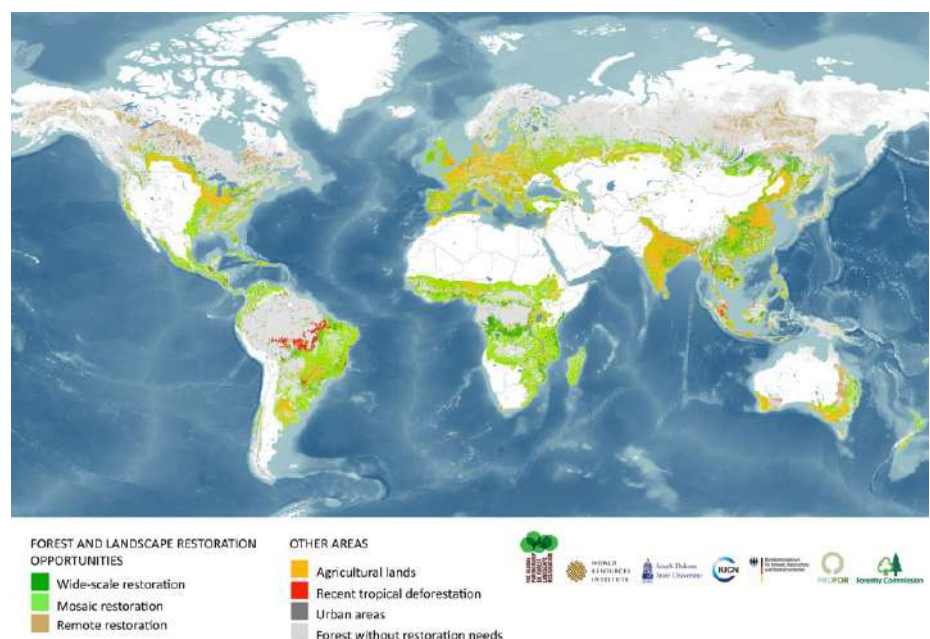 FOREST AND LANDSCAPE RESTORATION
OPPORTUNITIES
Wide-scale restoration
Mosaic restoration
Remote restoration
OTHER AREAS
Agricultural lands
Recent tropical deforestation
Urban areas
Forest without restoration needs
WORLD
RESOURCES
INSTITUTE
South Dakota
State University
IUCN
PROFOR
Forestry Commission